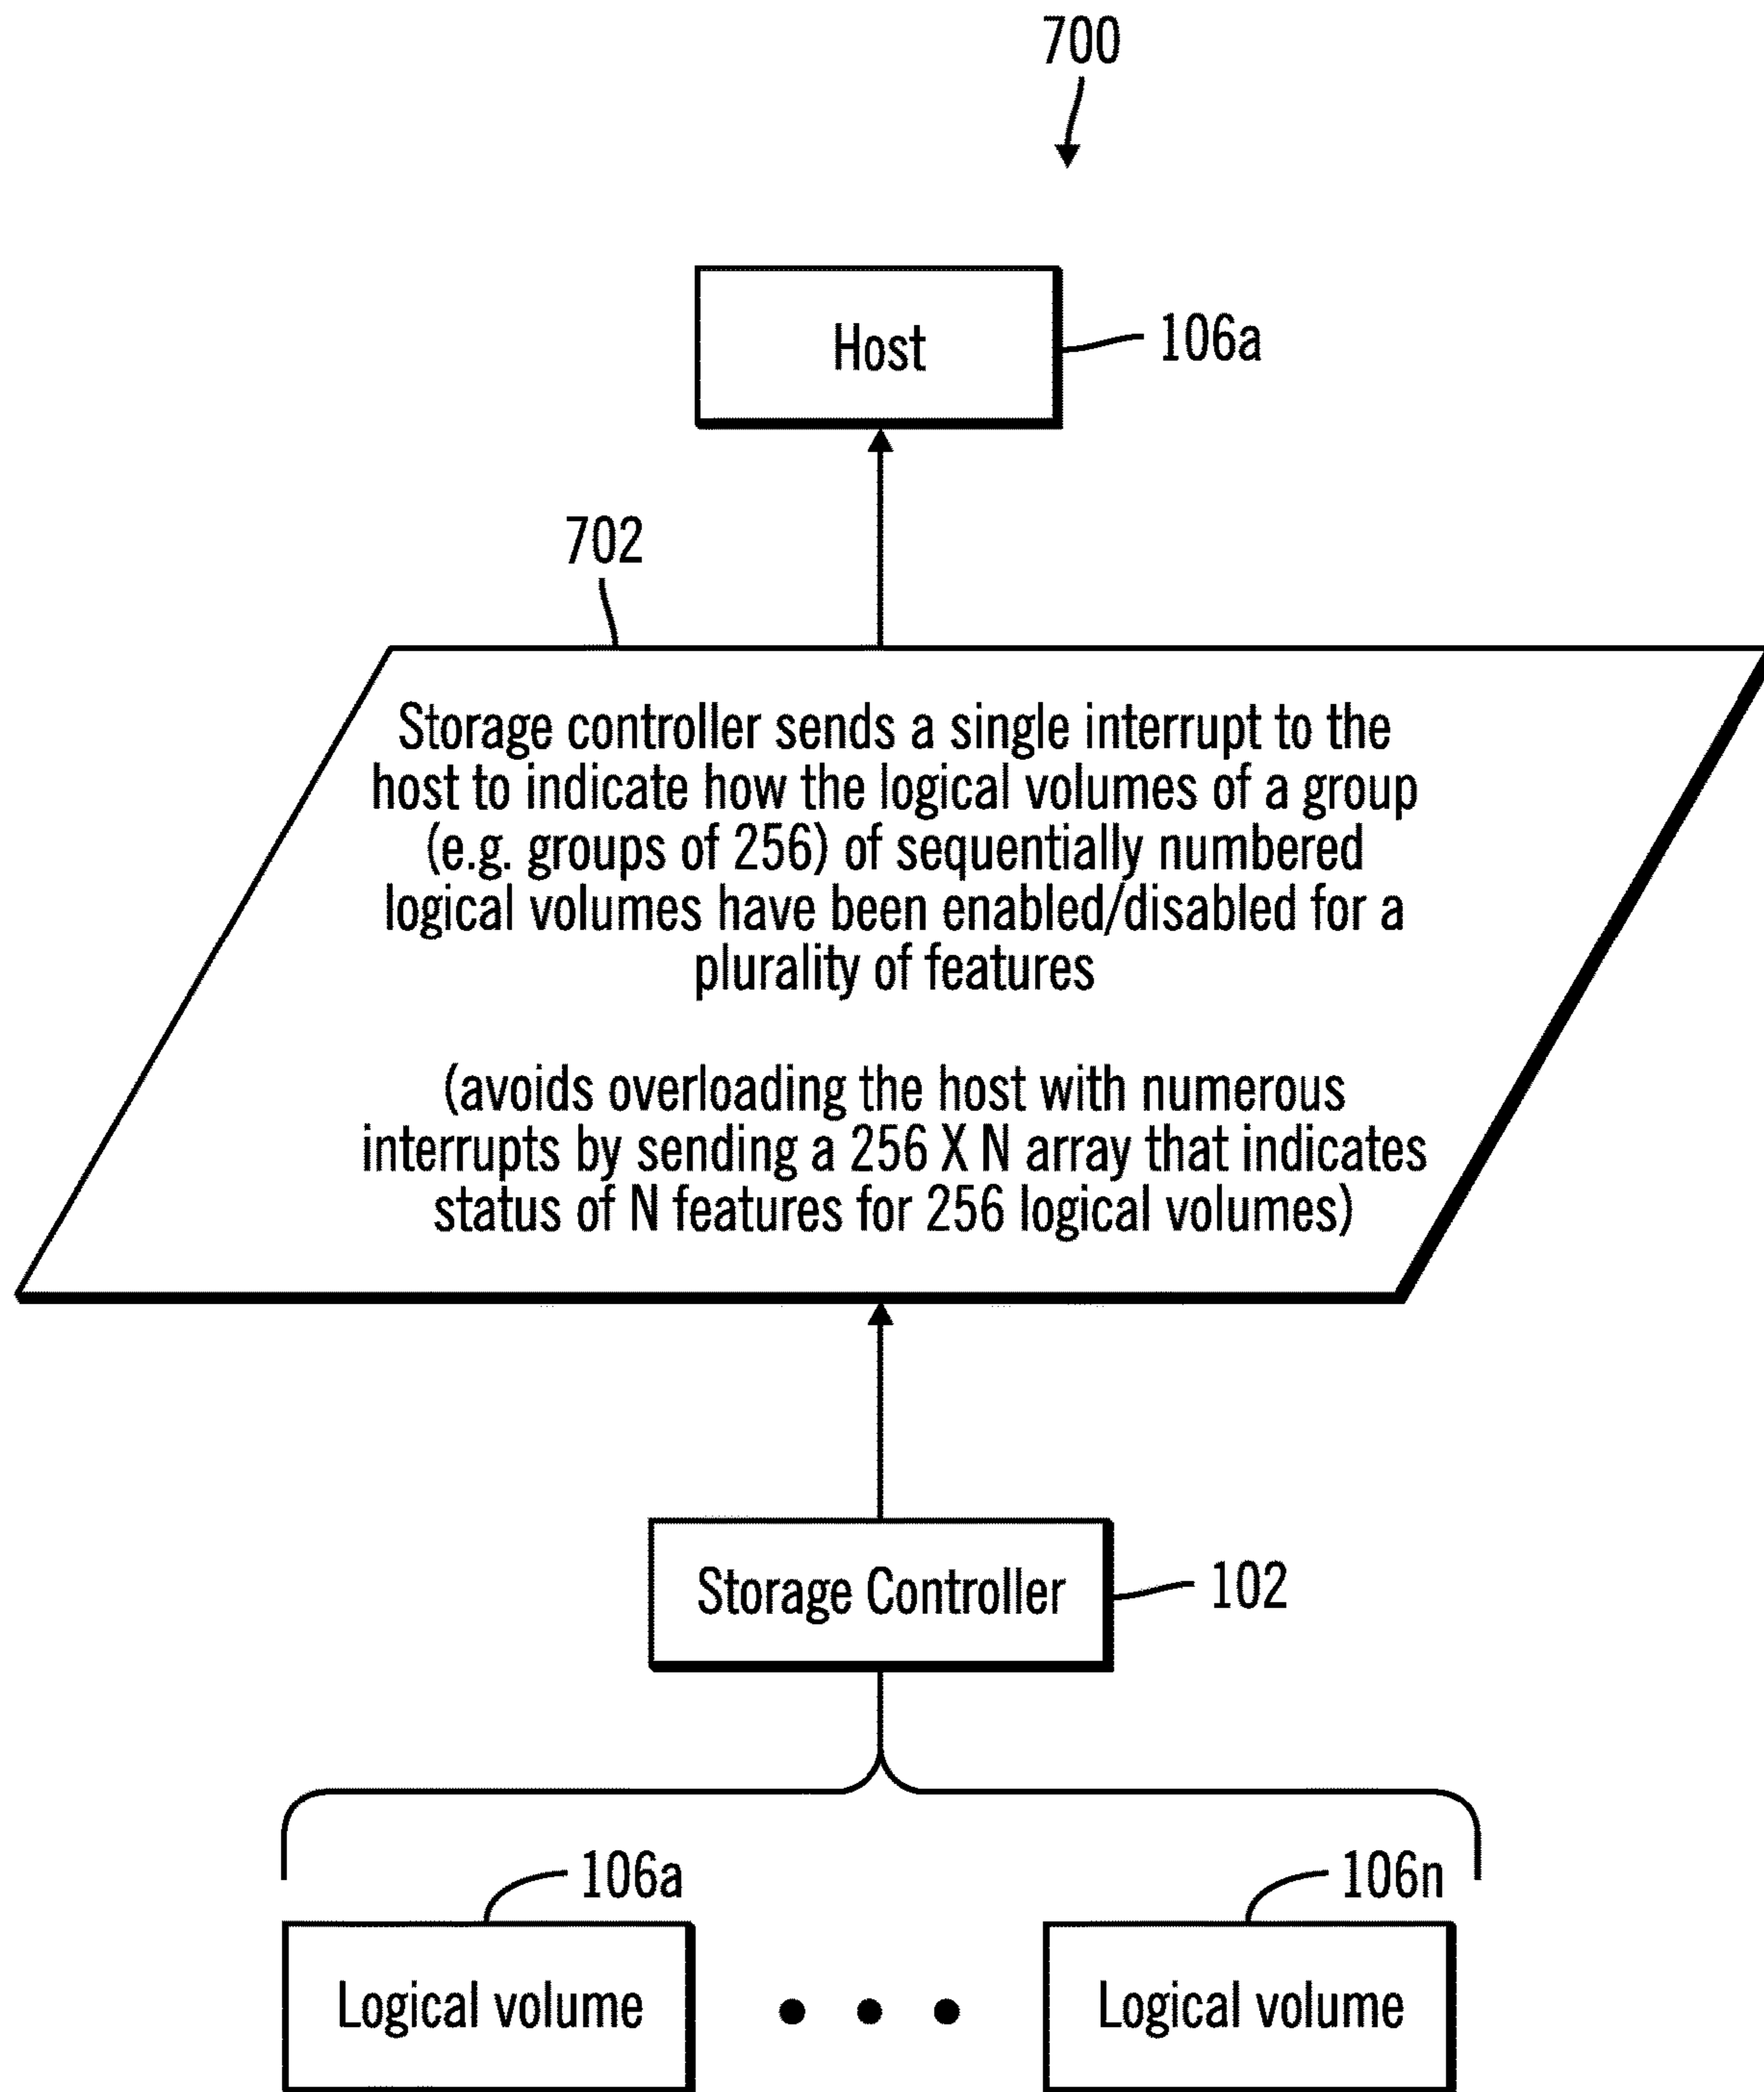 700
Host
106a
702
Storage controller sends a single interrupt to the
host to indicate how the logical volumes of a group
(e.g. groups of 256) of sequentially numbered
logical volumes have been enabled/disabled for a
plurality of features
(avoids overloading the host with numerous
interrupts by sending a 256 X N array that indicates
status of N features for 256 logical volumes)
Storage Controller
102
106a
106n
Logical volume
Logical volume